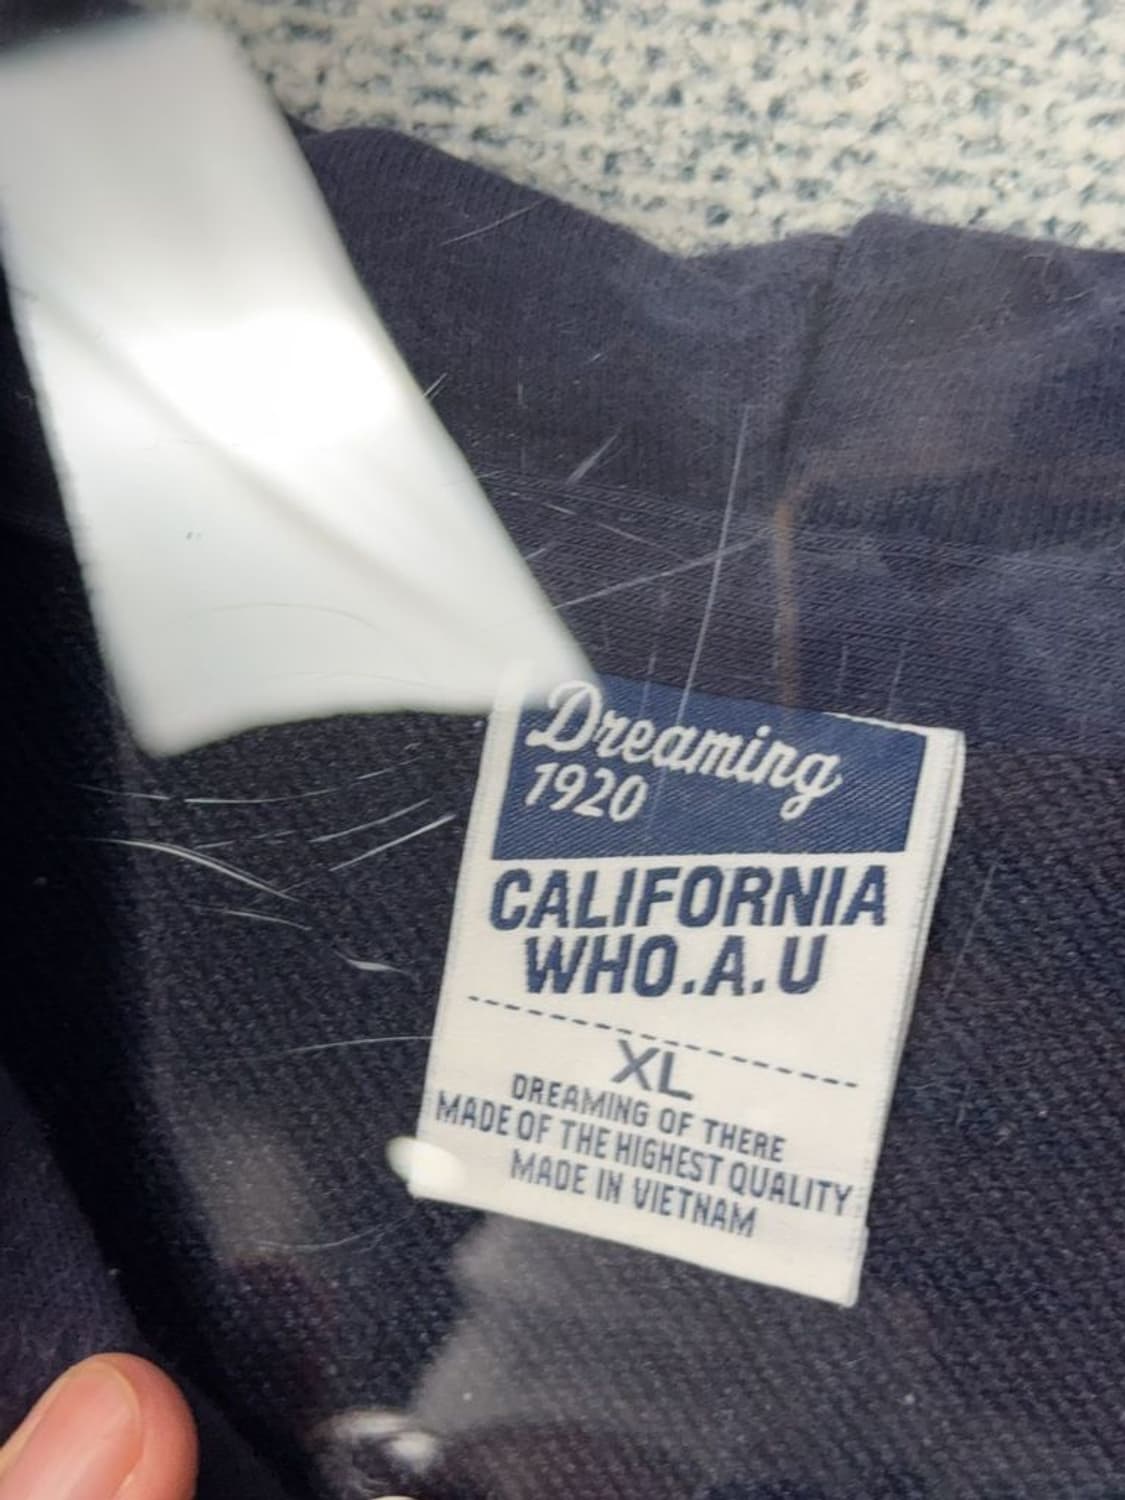 Dreaming
1920
CALIFORNIA
WHO.A.U
XL
DREAMING OF THERE
MADE OF THE HIGHEST QUALITY
MADE IN VIETNAM